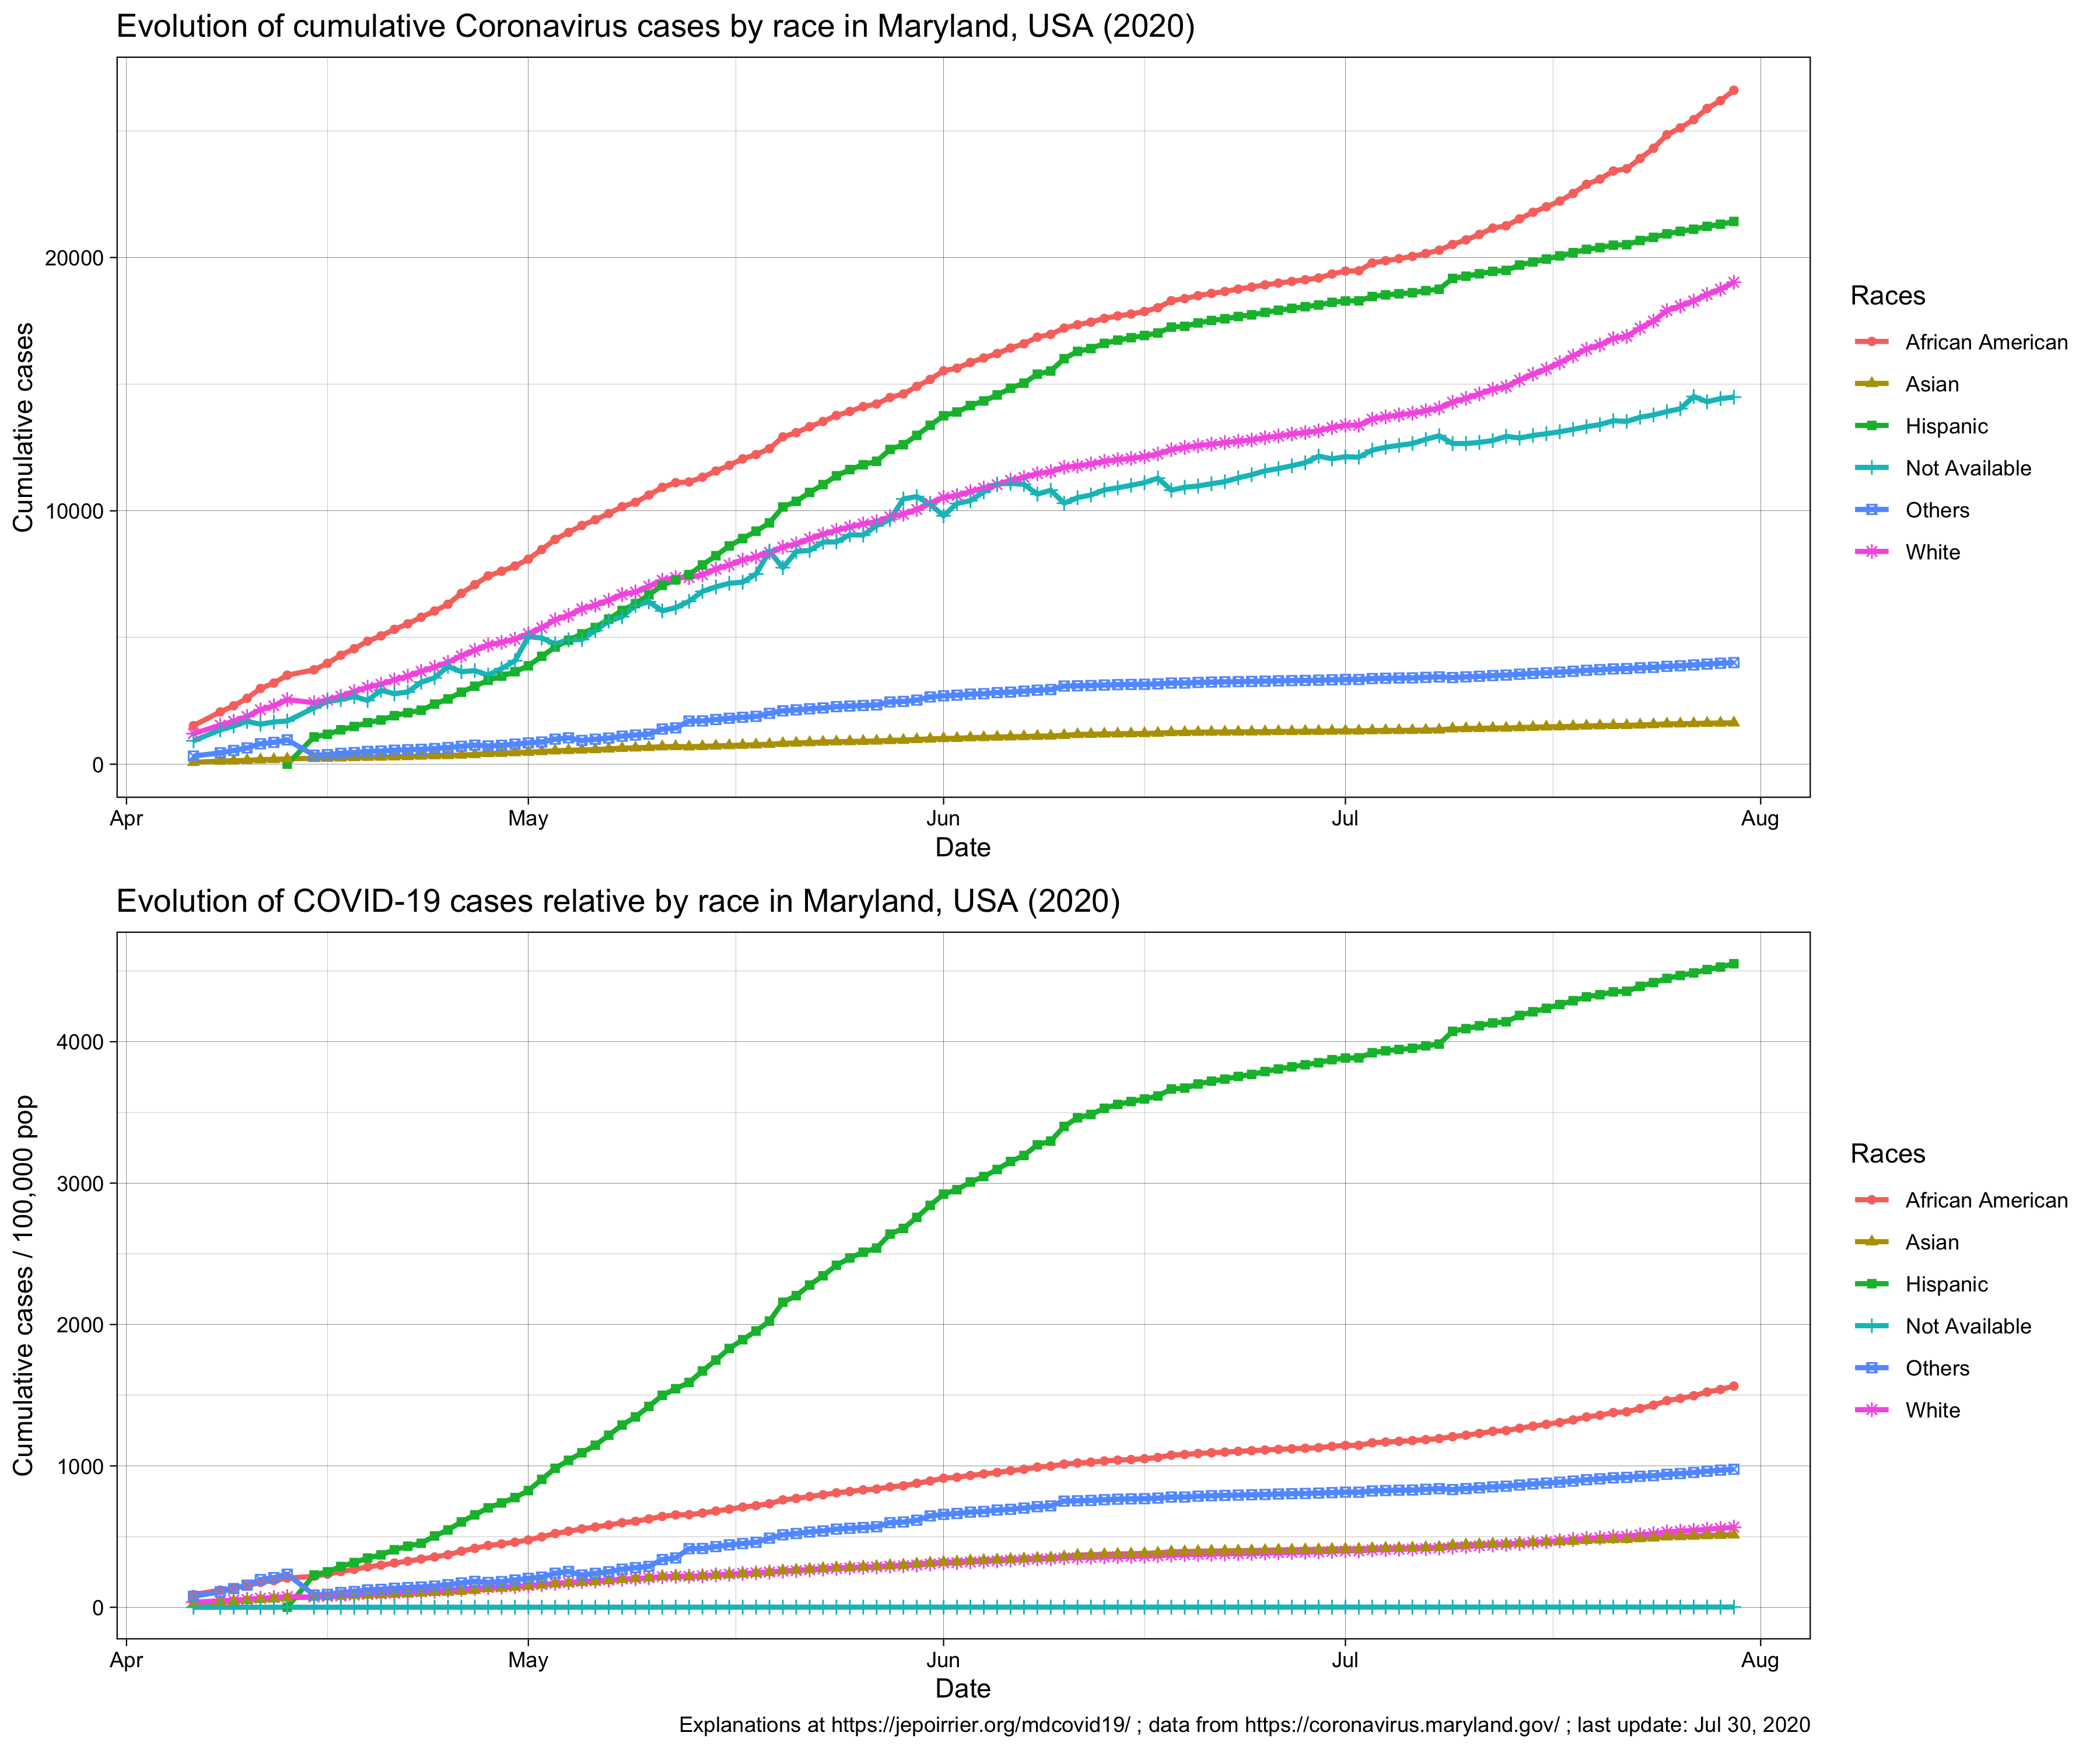 Evolution of cumulative Coronavirus cases by race in Maryland, USA (2020)
Cumulative cases
20000
10000
0
Apr
May
Jun
Jul
Aug
Date
Races
African American
Asian
Hispanic
Not Available
Others
White
Evolution of COVID-19 cases relative by race in Maryland, USA (2020)
Cumulative cases / 100,000 pop
4000
3000
2000
1000
0
Apr
May
Jun
Jul
Aug
Date
Races
African American
Asian
Hispanic
Not Available
Others
White
Explanations at https://jepoirrier.org/mdcovid19/ ; data from https://coronavirus.maryland.gov/ ; last update: Jul 30, 2020